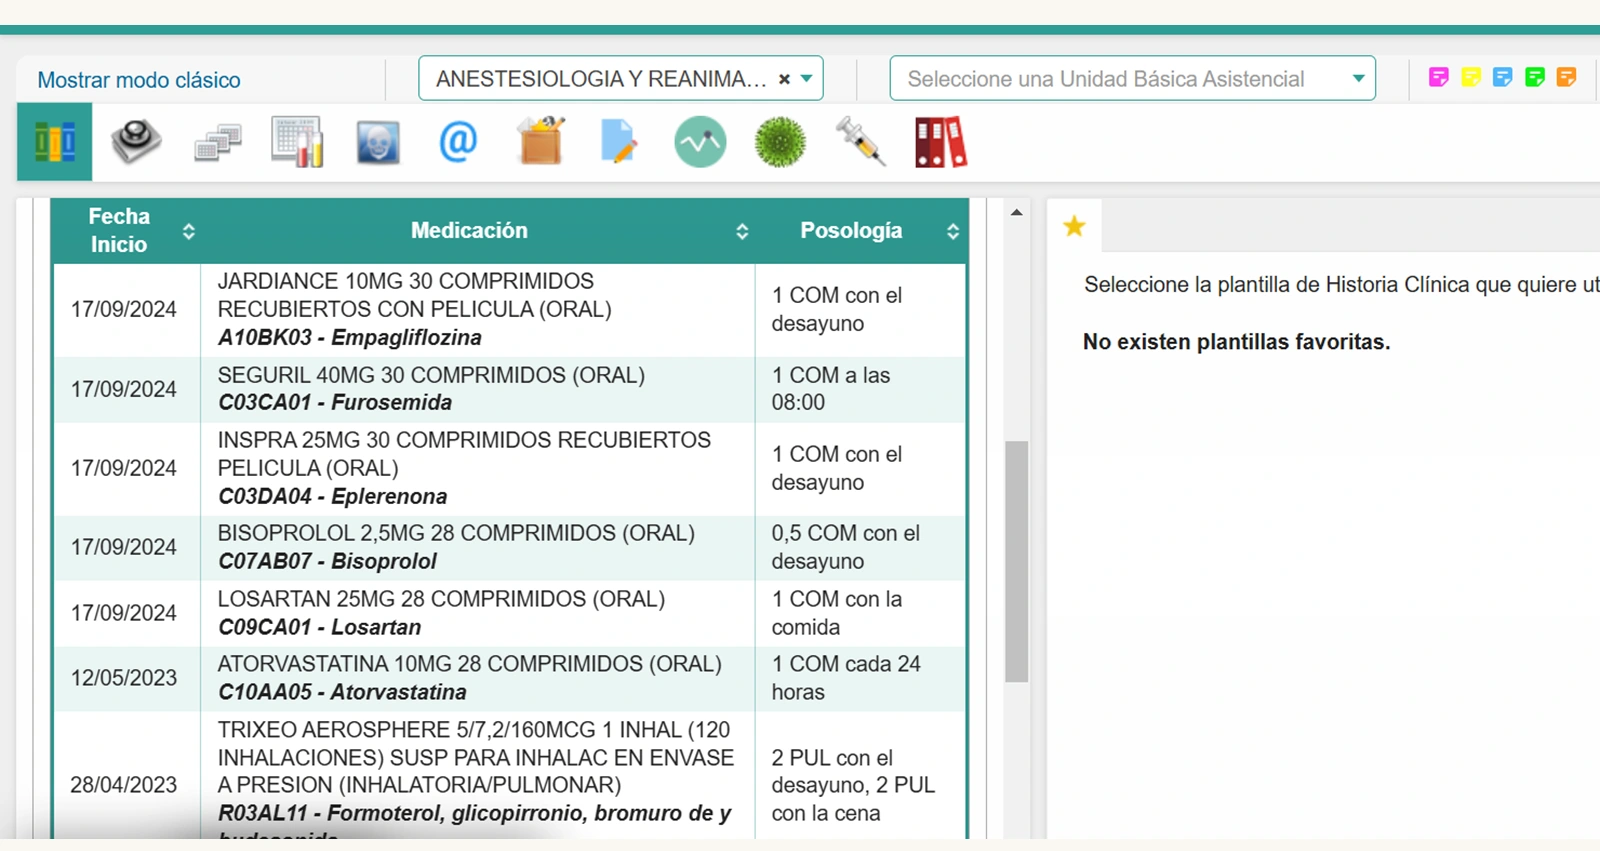 Mostrar modo clásico
ANESTESIOLOGIA Y REANIMA... ×
Seleccione una Unidad Básica Asistencial
Fecha
Inicio
Medicación
Posología
17/09/2024
JARDIANCE 10MG 30 COMPRIMIDOS
RECUBIERTOS CON PELICULA (ORAL)
A10BK03 - Empagliflozina
1 COM con el
desayuno
17/09/2024
SEGURIL 40MG 30 COMPRIMIDOS (ORAL)
C03CA01 - Furosemida
1 COM a las
08:00
17/09/2024
INSPRA 25MG 30 COMPRIMIDOS RECUBIERTOS
PELICULA (ORAL)
C03DA04 - Eplerenona
1 COM con el
desayuno
17/09/2024
BISOPROLOL 2,5MG 28 COMPRIMIDOS (ORAL)
C07AB07 - Bisoprolol
0,5 COM con el
desayuno
17/09/2024
LOSARTAN 25MG 28 COMPRIMIDOS (ORAL)
C09CA01 - Losartan
1 COM con la
comida
12/05/2023
ATORVASTATINA 10MG 28 COMPRIMIDOS (ORAL)
C10AA05 - Atorvastatina
1 COM cada 24
horas
28/04/2023
TRIXEO AEROSPHERE 5/7,2/160MCG 1 INHAL (120
INHALACIONES) SUSP PARA INHALAC EN ENVASE
A PRESION (INHALATORIA/PULMONAR)
R03AL11 - Formoterol, glicopirronio, bromuro de y
2 PUL con el
desayuno, 2 PUL
con la cena
Seleccione la plantilla de Historia Clínica que quiere ut
No existen plantillas favoritas.